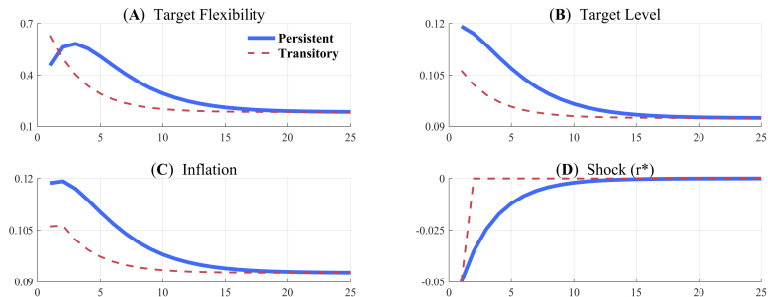 (A) Target Flexibility
0.7
0.4
0.1
0 5 10 15 20 25
Persistent
Transitory
(B) Target Level
0.12
0.105
0.09
0 5 10 15 20 25
(C) Inflation
0.12
0.105
0.09
0 5 10 15 20 25
(D) Shock (r*)
0
-0.025
-0.05
0 5 10 15 20 25